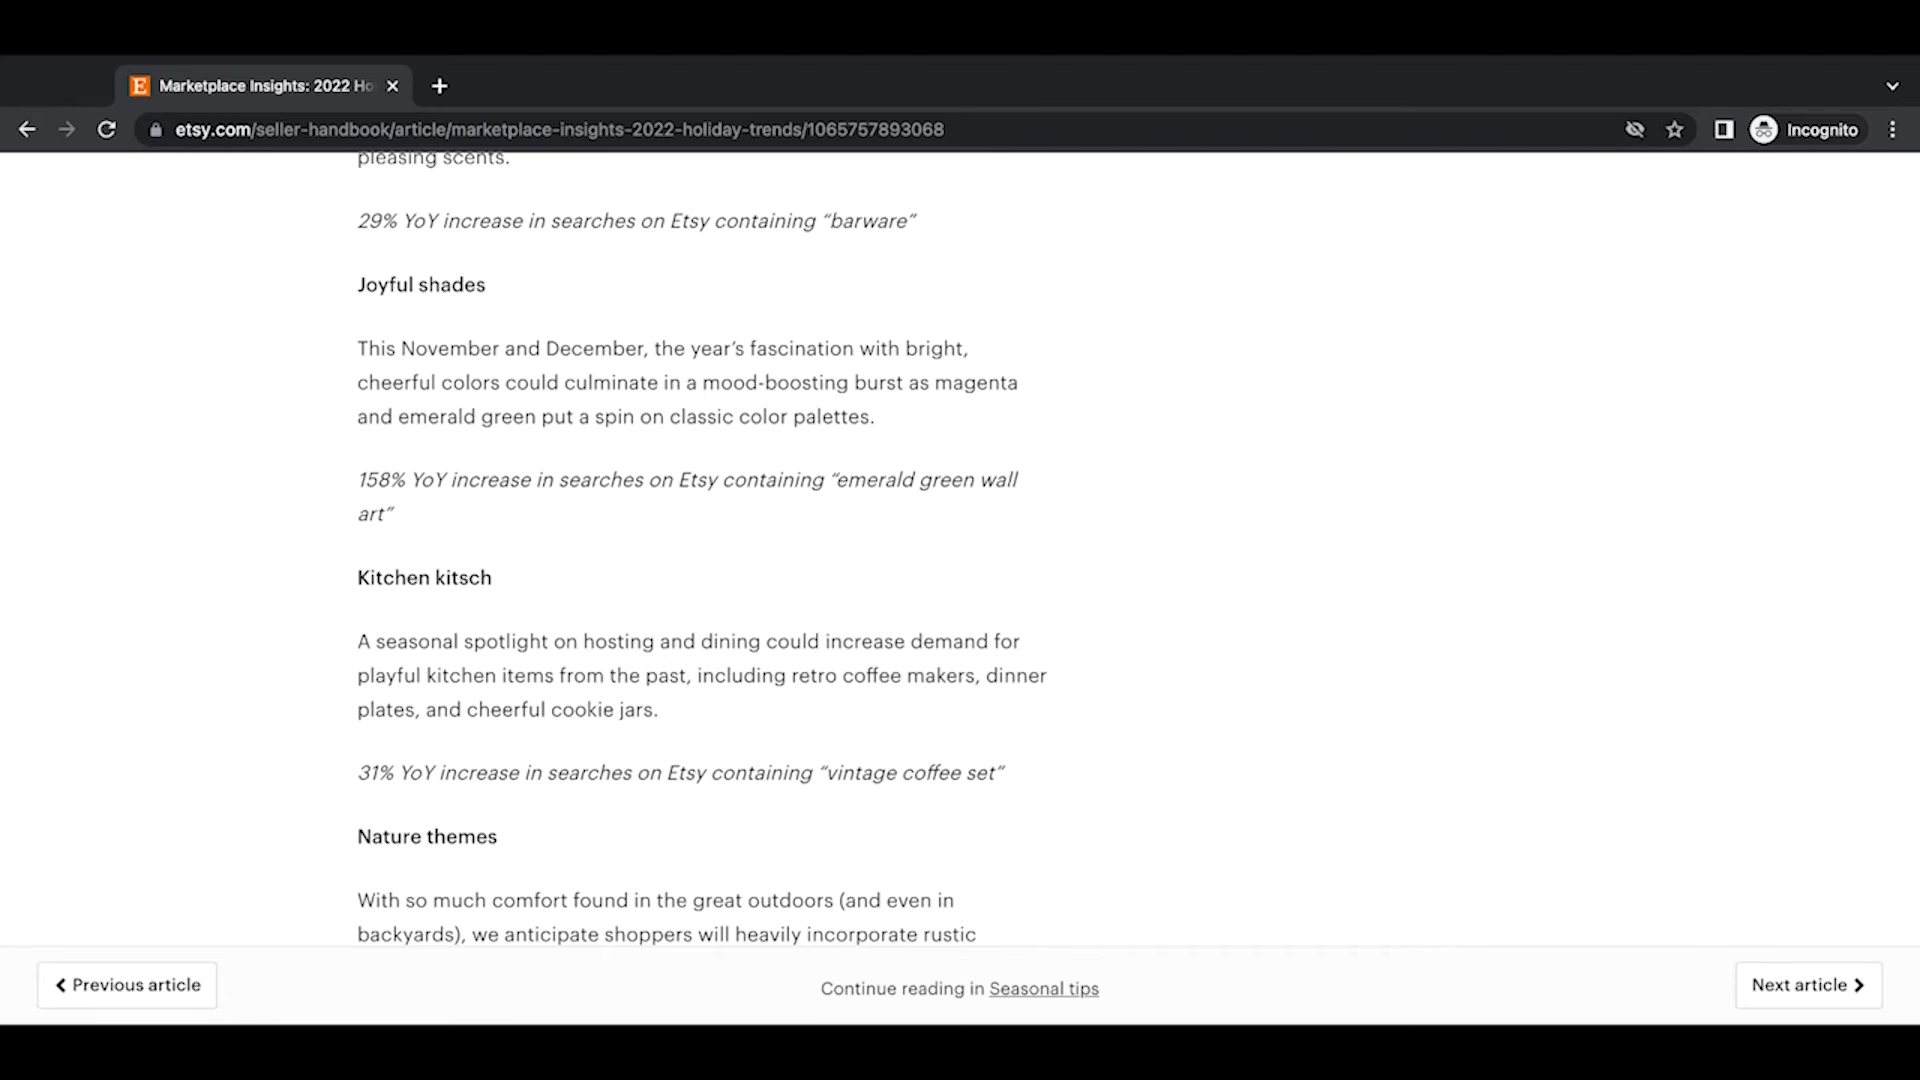 Marketplace Insights: 2022 Ho
etsy.com/seller-handbook/article/marketplace-insights-2022-holiday-trends/1065757893068
Incognito
pleasing scents.
29% YoY increase in searches on Etsy containing “barware”
Joyful shades
This November and December, the year’s fascination with bright,
cheerful colors could culminate in a mood-boosting burst as magenta
and emerald green put a spin on classic color palettes.
158% YoY increase in searches on Etsy containing “emerald green wall
art”
Kitchen kitsch
A seasonal spotlight on hosting and dining could increase demand for
playful kitchen items from the past, including retro coffee makers, dinner
plates, and cheerful cookie jars.
31% YoY increase in searches on Etsy containing “vintage coffee set”
Nature themes
With so much comfort found in the great outdoors (and even in
backyards), we anticipate shoppers will heavily incorporate rustic
Previous article
Continue reading in Seasonal tips
Next article